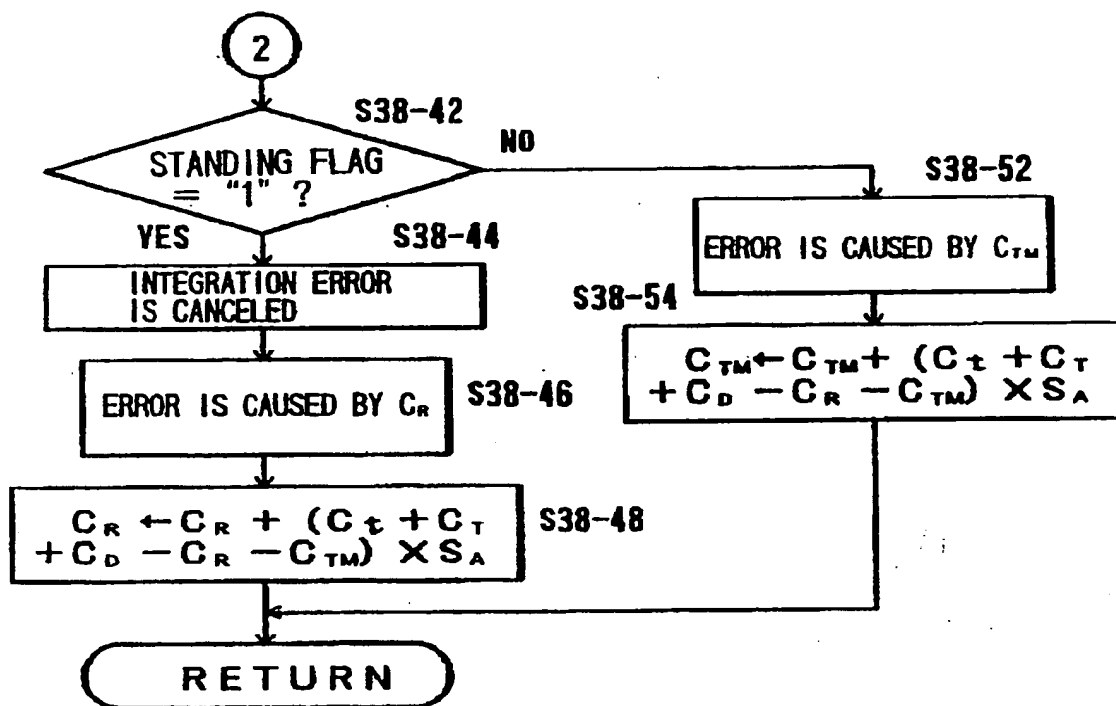 2
S38-42
STANDING FLAG
= "1" ?
NO
YES
S38-44
INTEGRATION ERROR
IS CANCELED
ERROR IS CAUSED BY CR
S38-46
CR ← CR + (Ct + CT
+ CD - CR - CTM) × SA
S38-48
S38-52
ERROR IS CAUSED BY CTM
S38-54
CTM ← CTM + (Ct + CT
+ CD - CR - CTM) × SA
RETURN